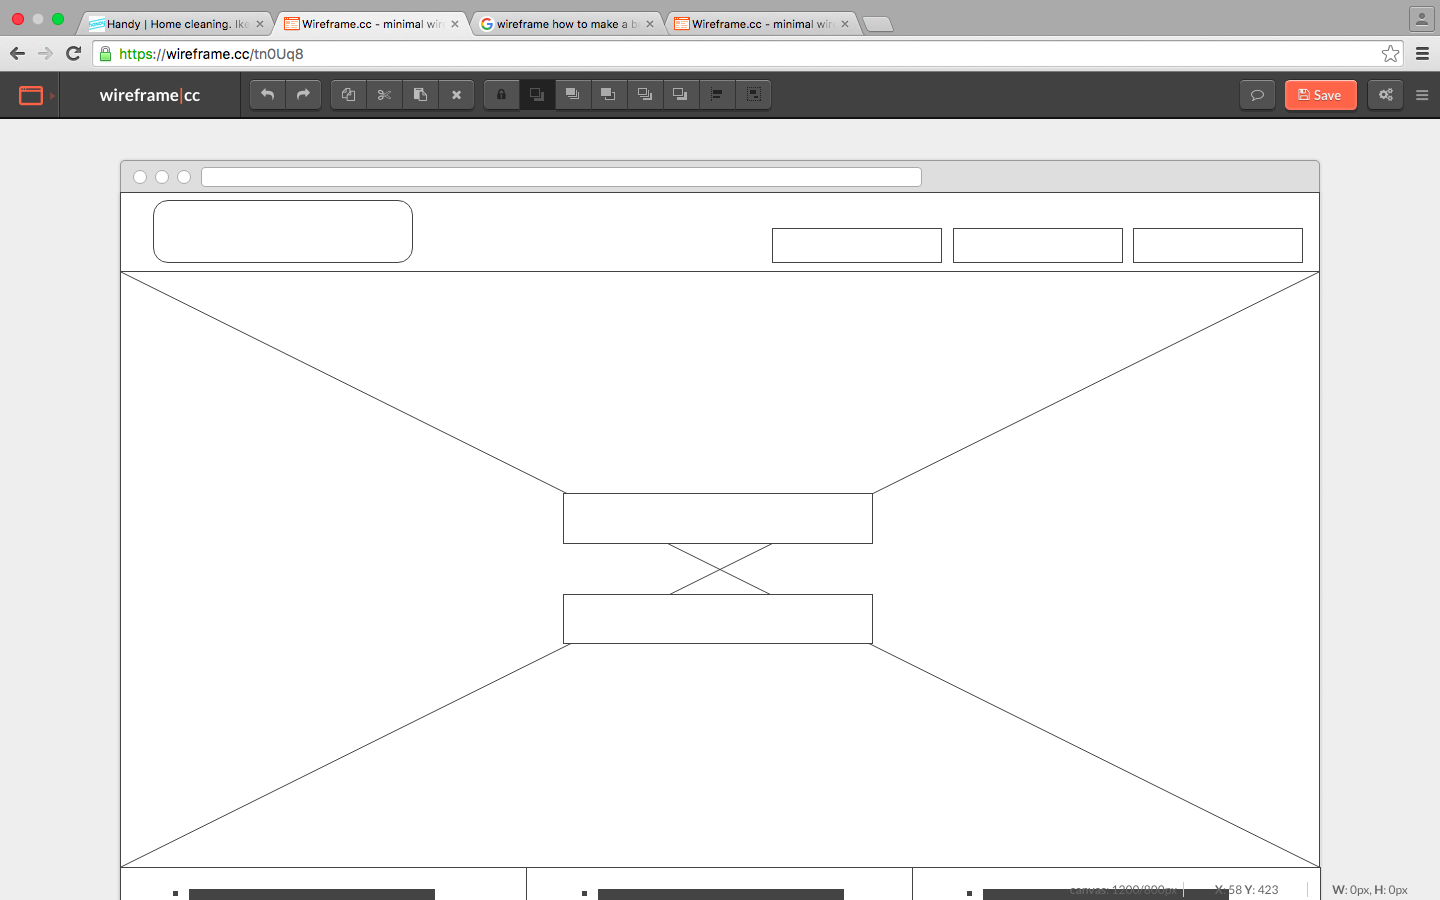 Handy | Home cleaning. Ike
Wireframe.cc - minimal wir
wireframe how to make a b
Wireframe.cc - minimal wir
https://wireframe.cc/tn0Uq8
wireframe|cc
Save
canvas: 1200/800px
X: 58 Y: 423
W: 0px, H: 0px